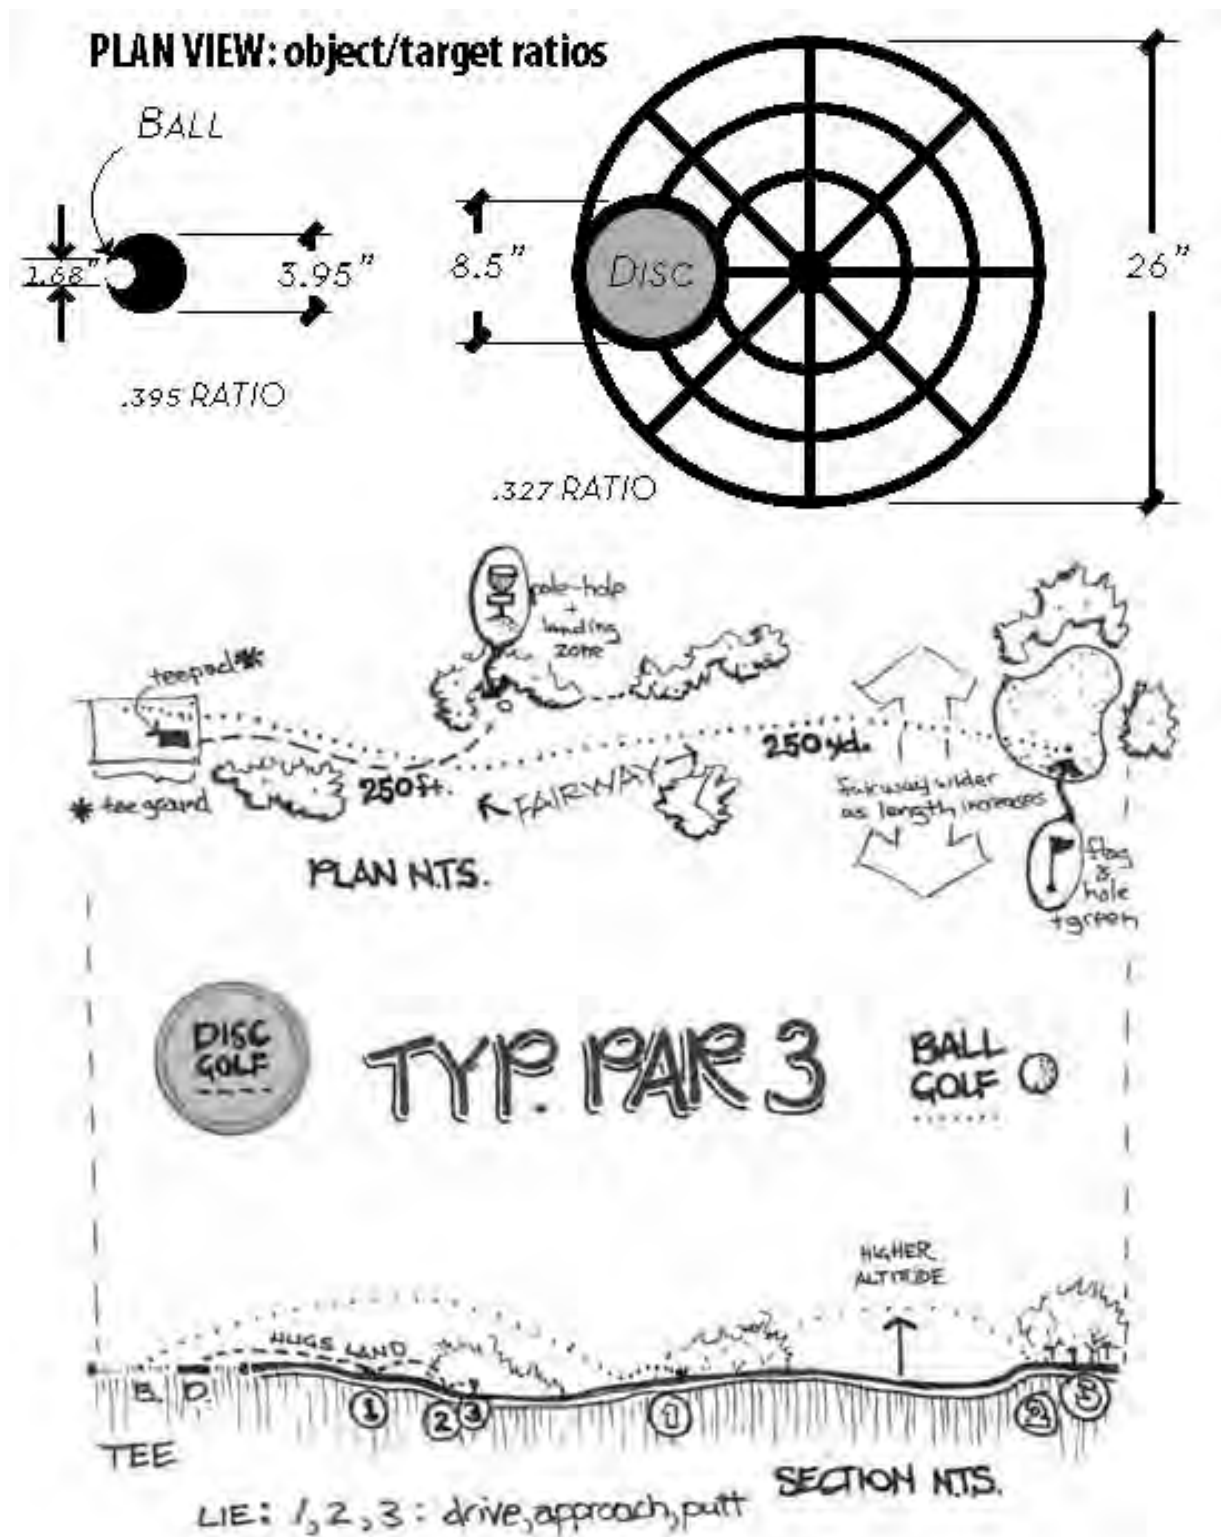 PLAN VIEW: object/target ratios
BALL
1.68"
3.95"
8.5"
DISC
26"
.395 RATIO
.327 RATIO
pole-hole
+
landing
zone
teepad*
250 yd.
250 ft.
FAIRWAY
* tee ground
fairway wider
as length increases
PLAN N.T.S.
flag
&
hole
+green
DISC
GOLF
TYP. PAR 3
BALL
GOLF
HIGHER
ALTITUDE
HUGS LAND
B. D.
1
2 3
1
2
3
TEE
SECTION N.T.S.
LIE: 1, 2, 3 : drive, approach, putt